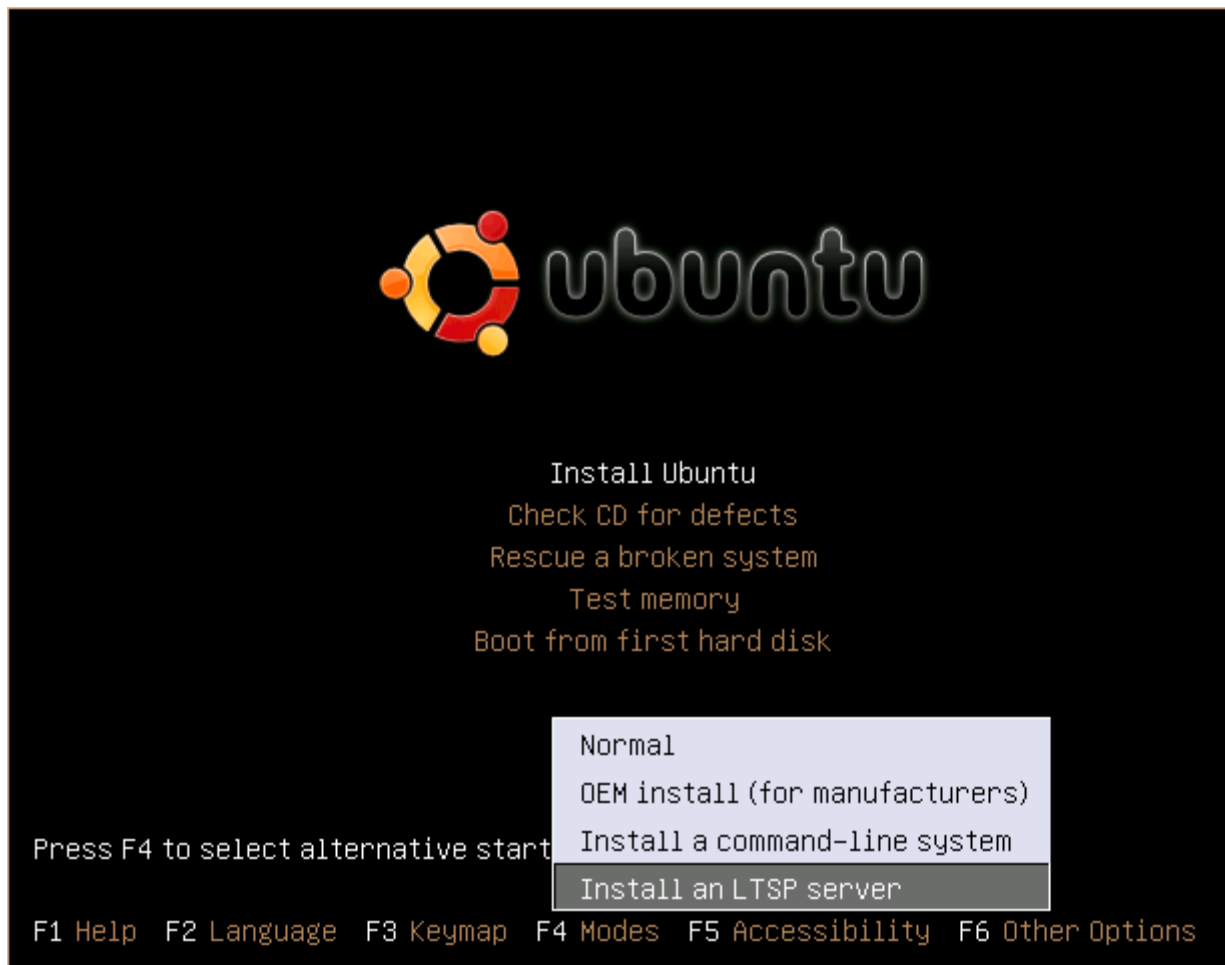 ubuntu
Install Ubuntu
Check CD for defects
Rescue a broken system
Test memory
Boot from first hard disk
Normal
OEM install (for manufacturers)
Install a command-line system
Install an LTSP server
Press F4 to select alternative start
F1 Help F2 Language F3 Keymap F4 Modes F5 Accessibility F6 Other Options